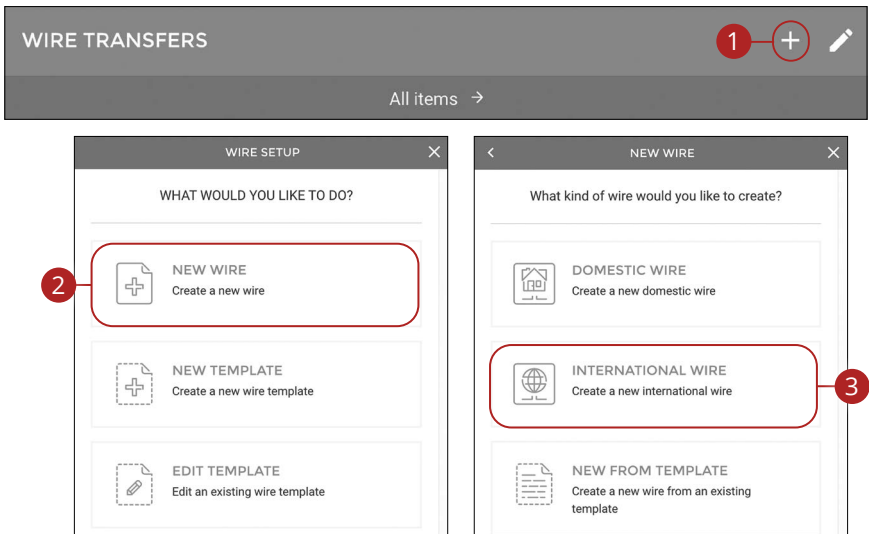 WIRE TRANSFERS
1
All items →
WIRE SETUP
WHAT WOULD YOU LIKE TO DO?
2
NEW WIRE
Create a new wire
NEW TEMPLATE
Create a new wire template
EDIT TEMPLATE
Edit an existing wire template
NEW WIRE
What kind of wire would you like to create?
DOMESTIC WIRE
Create a new domestic wire
INTERNATIONAL WIRE
Create a new international wire
3
NEW FROM TEMPLATE
Create a new wire from an existing
template